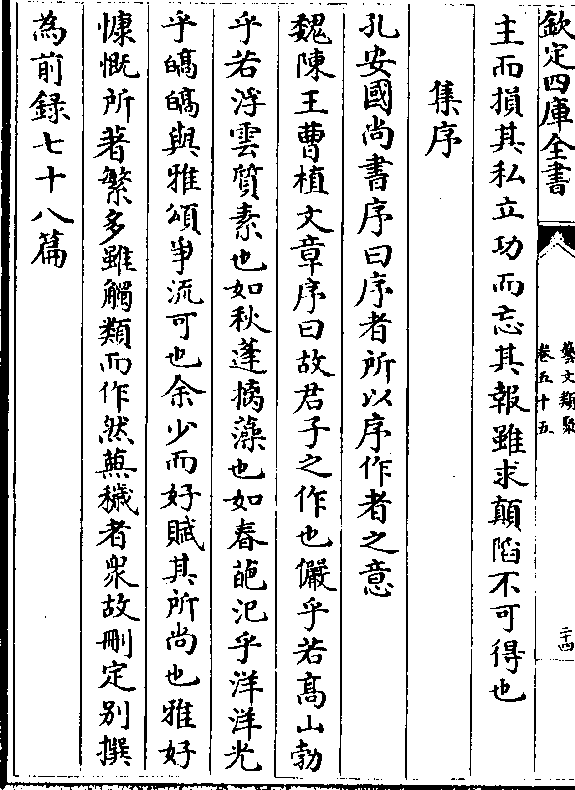 欽定四庫全書
藝文類聚
卷五十五
二十四
主而損其私立功而忘其報雖求顛陷不可得也
集序
孔安國尚書序曰序者所以序作者之意
魏陳王曹植文章序曰故君子之作也儼乎若髙山勃
乎若浮雲質素也如秋蓬摛藻也如春葩氾乎洋洋光
乎皜皜與雅頌爭流可也余少而好賦其所尚也雅好
慷慨所著繁多雖觸類而作然蕪穢者衆故刪定别撰
為前録七十八篇